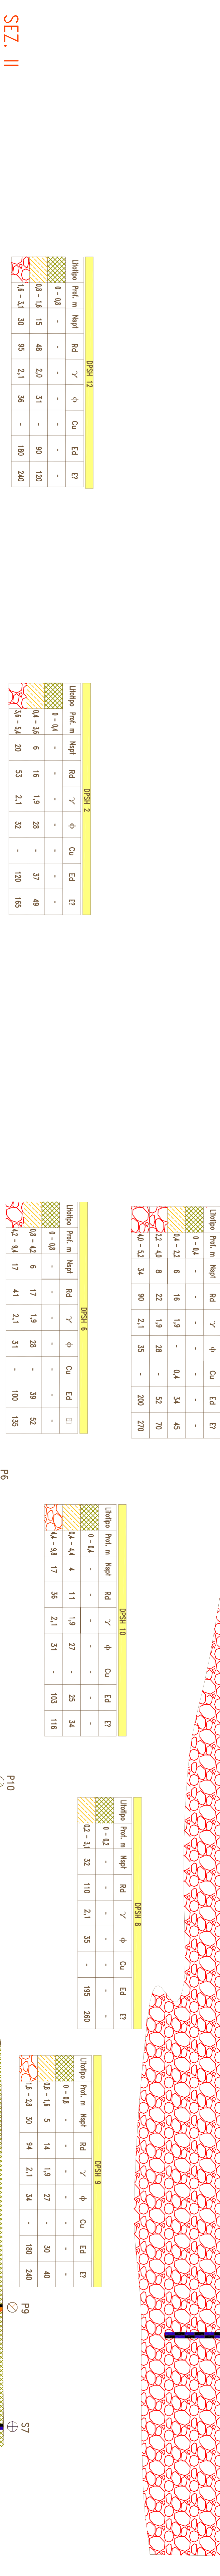 SEZ. II
DPSH 12
Litotipo Prof. m Nspt Rd γ ϕ Cu Ed E?
0 - 0,8 - - - - - - -
0,8 - 1,6 15 48 2,0 31 - 90 120
1,6 - 3,1 30 95 2,1 36 - 180 240
DPSH 2
Litotipo Prof. m Nspt Rd γ ϕ Cu Ed E?
0 - 0,4 - - - - - - -
0,4 - 3,6 6 16 1,9 28 - 37 49
3,6 - 5,4 20 53 2,1 32 - 120 165
DPSH 6
Litotipo Prof. m Nspt Rd γ ϕ Cu Ed E?
0 - 0,8 - - - - - - -
0,8 - 4,2 6 17 1,9 28 - 39 52
4,2 - 9,4 17 41 2,1 31 - 100 135
Litotipo Prof. m Nspt Rd γ ϕ Cu Ed E?
0 - 0,4 - - - - - - -
0,4 - 2,2 6 16 1,9 - 0,4 34 45
2,2 - 4,0 8 22 1,9 28 - 52 70
4,0 - 5,2 34 90 2,1 35 - 200 270
P6
DPSH 10
Litotipo Prof. m Nspt Rd γ ϕ Cu Ed E?
0 - 0,4 - - - - - - -
0,4 - 4,4 4 11 1,9 27 - 25 34
4,4 - 9,8 17 36 2,1 31 - 103 116
P10
DPSH 8
Litotipo Prof. m Nspt Rd γ ϕ Cu Ed E?
0 - 0,2 - - - - - - -
0,2 - 3,1 32 110 2,1 35 - 195 260
DPSH 9
Litotipo Prof. m Nspt Rd γ ϕ Cu Ed E?
0 - 0,8 - - - - - - -
0,8 - 1,6 5 14 1,9 27 - 30 40
1,6 - 2,8 30 94 2,1 34 - 180 240
P9
S7